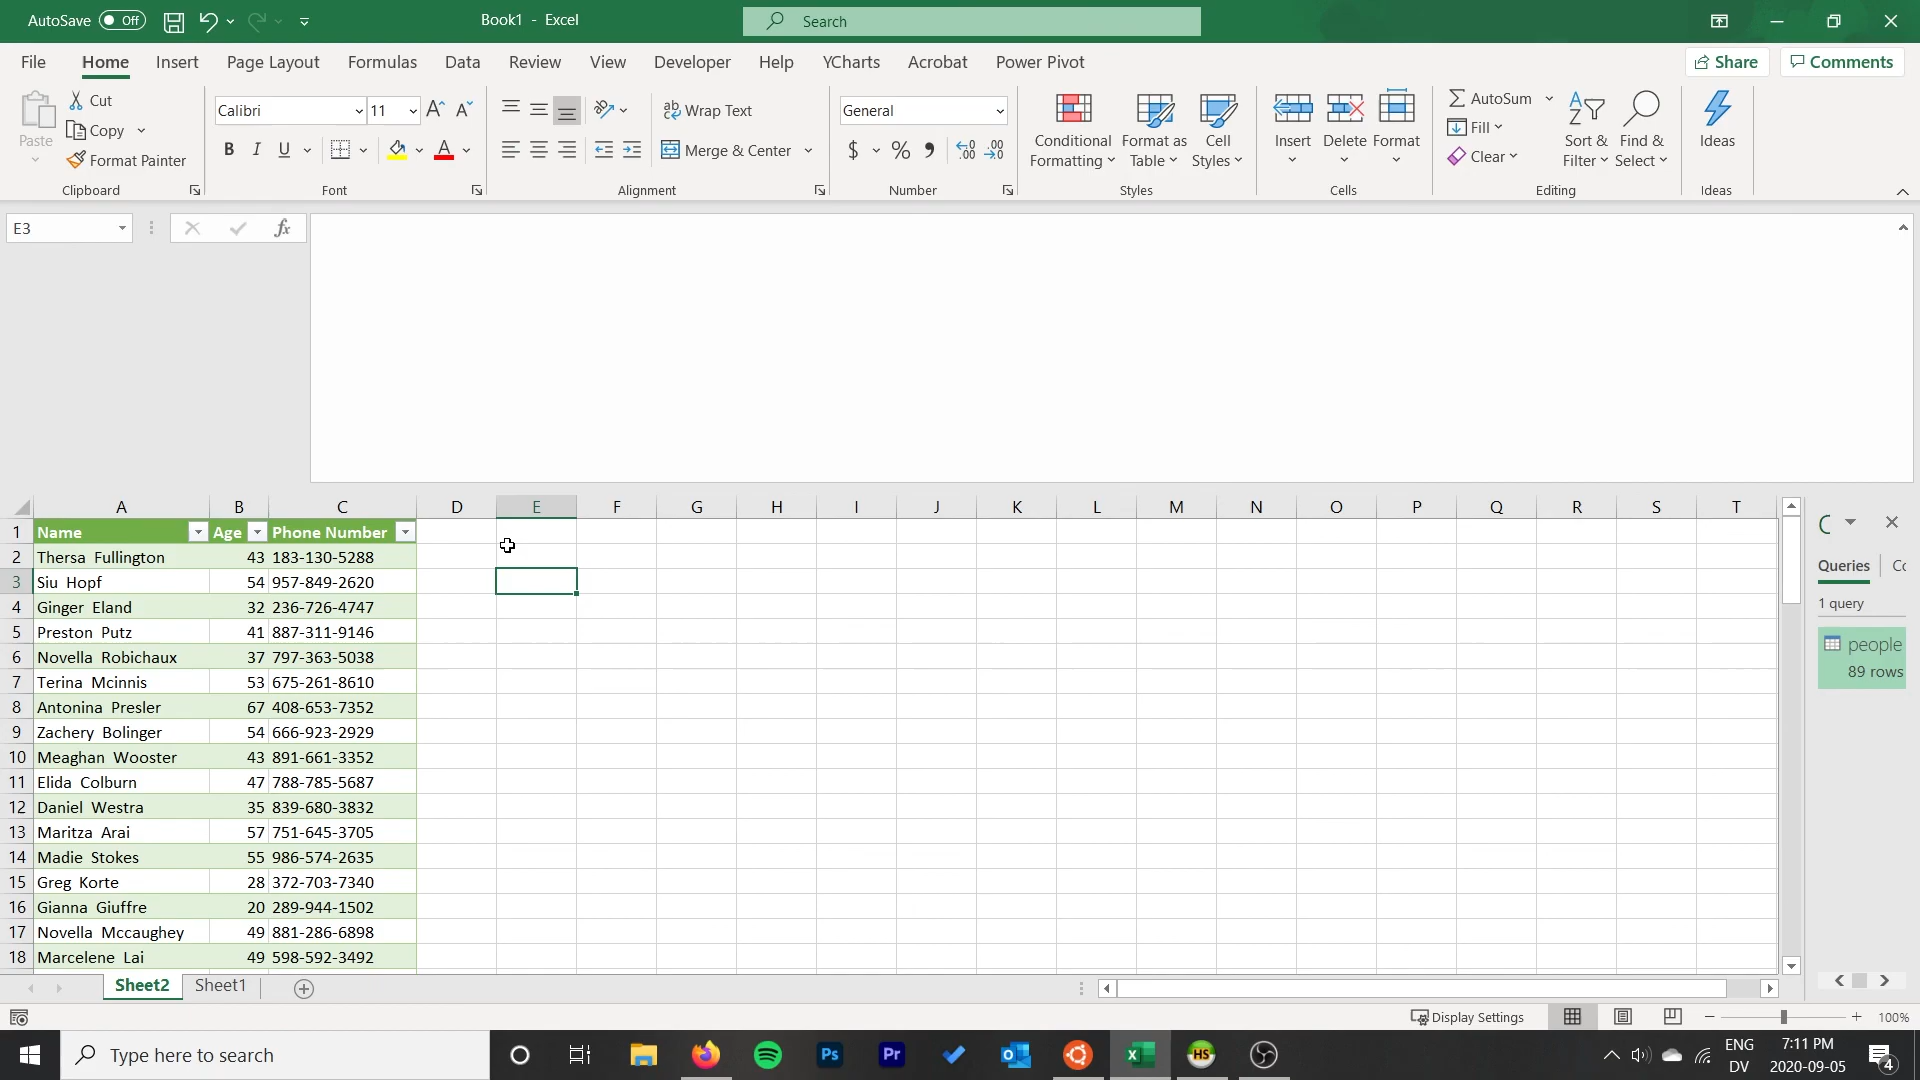 AutoSave Off
Book1 - Excel
Search
File Home Insert Page Layout Formulas Data Review View Developer Help YCharts Acrobat Power Pivot
Share Comments
Paste
Cut
Copy
Format Painter
Clipboard
Calibri 11 A A
B I U A
Font
ab Wrap Text
Merge & Center
Alignment
General
$ % 9 .00 .00
Number
Conditional Formatting
Format as Table
Cell Styles
Styles
Insert Delete Format
Cells
AutoSum
Fill
Clear
Sort & Filter
Find & Select
Editing
Ideas
Ideas
E3 fx
A B C D E F G H I J K L M N O P Q R S T
1 Name Age Phone Number
2 Thersa Fullington 43 183-130-5288
3 Siu Hopf 54 957-849-2620
4 Ginger Eland 32 236-726-4747
5 Preston Putz 41 887-311-9146
6 Novella Robichaux 37 797-363-5038
7 Terina Mcinnis 53 675-261-8610
8 Antonina Presler 67 408-653-7352
9 Zachery Bolinger 54 666-923-2929
10 Meaghan Wooster 43 891-661-3352
11 Elida Colburn 47 788-785-5687
12 Daniel Westra 35 839-680-3832
13 Maritza Arai 57 751-645-3705
14 Madie Stokes 55 986-574-2635
15 Greg Korte 28 372-703-7340
16 Gianna Giuffre 20 289-944-1502
17 Novella Mccaughey 49 881-286-6898
18 Marcelene Lai 49 598-592-3492
Queries
1 query
people
89 rows
Sheet2 Sheet1
Display Settings 100%
Type here to search
Ps Pr HS
ENG
DV
7:11 PM
2020-09-05
4